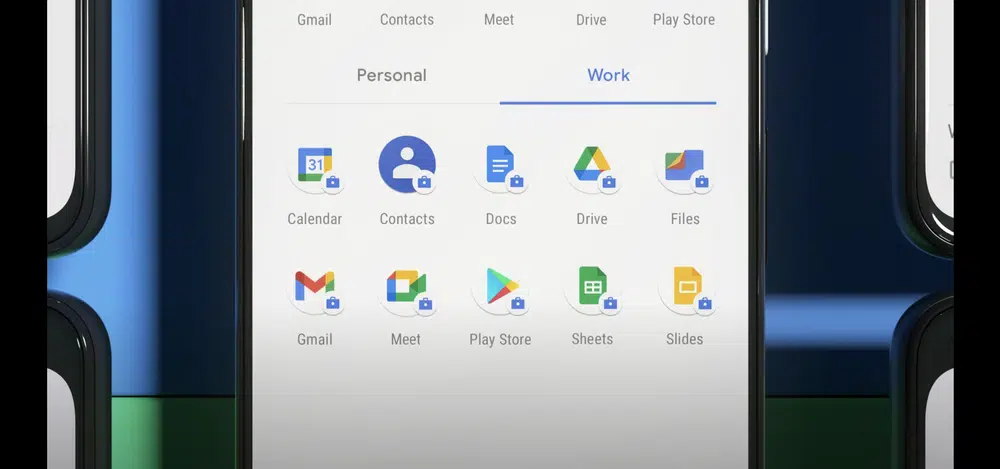 Gmail Contacts Meet Drive Play Store
Personal Work
31
Calendar Contacts Docs Drive Files
Gmail Meet Play Store Sheets Slides